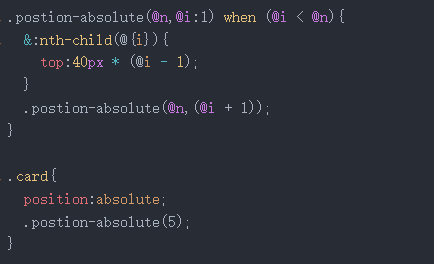 .postion-absolute(@n,@i:1) when (@i < @n){
  &:nth-child(@{i}){
    top:40px * (@i - 1);
  }
  .postion-absolute(@n,(@i + 1));
}

.card{
  position:absolute;
  .postion-absolute(5);
}